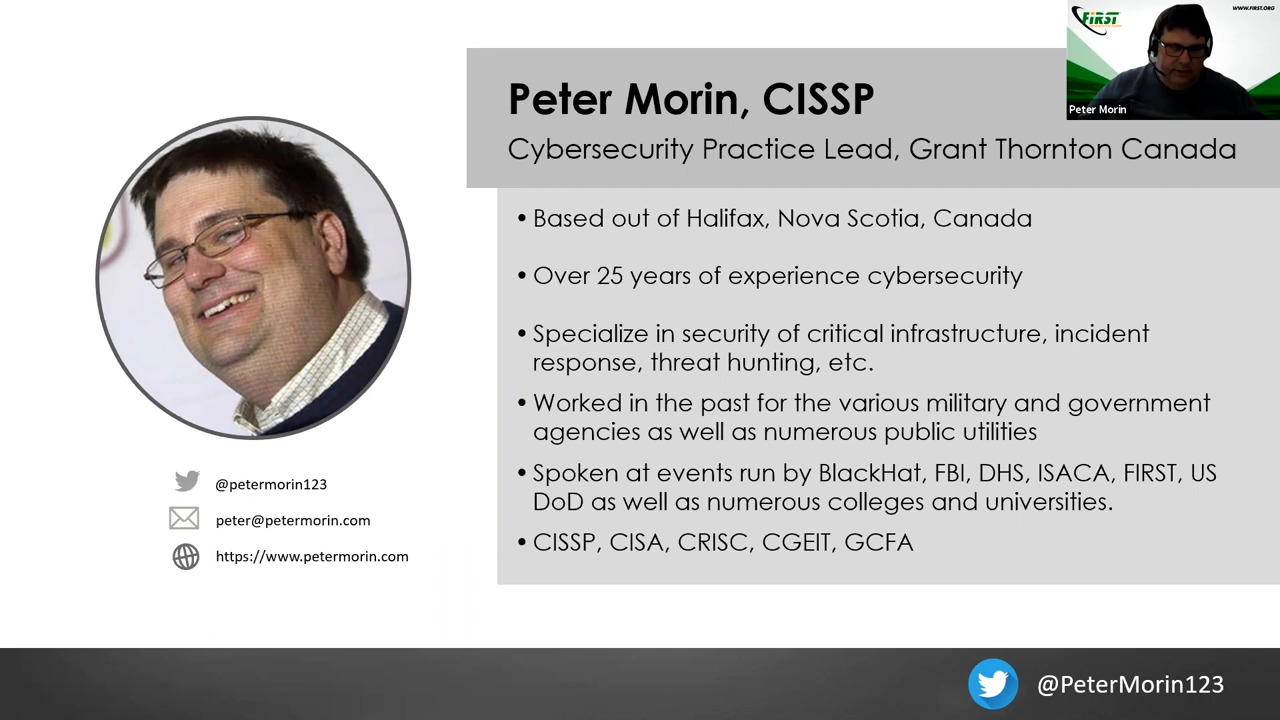 FIRST
WWW.FIRST.ORG
Peter Morin
Peter Morin, CISSP
Cybersecurity Practice Lead, Grant Thornton Canada
• Based out of Halifax, Nova Scotia, Canada
• Over 25 years of experience cybersecurity
• Specialize in security of critical infrastructure, incident
response, threat hunting, etc.
• Worked in the past for the various military and government
agencies as well as numerous public utilities
• Spoken at events run by BlackHat, FBI, DHS, ISACA, FIRST, US
DoD as well as numerous colleges and universities.
• CISSP, CISA, CRISC, CGEIT, GCFA
@petermorin123
peter@petermorin.com
https://www.petermorin.com
@PeterMorin123